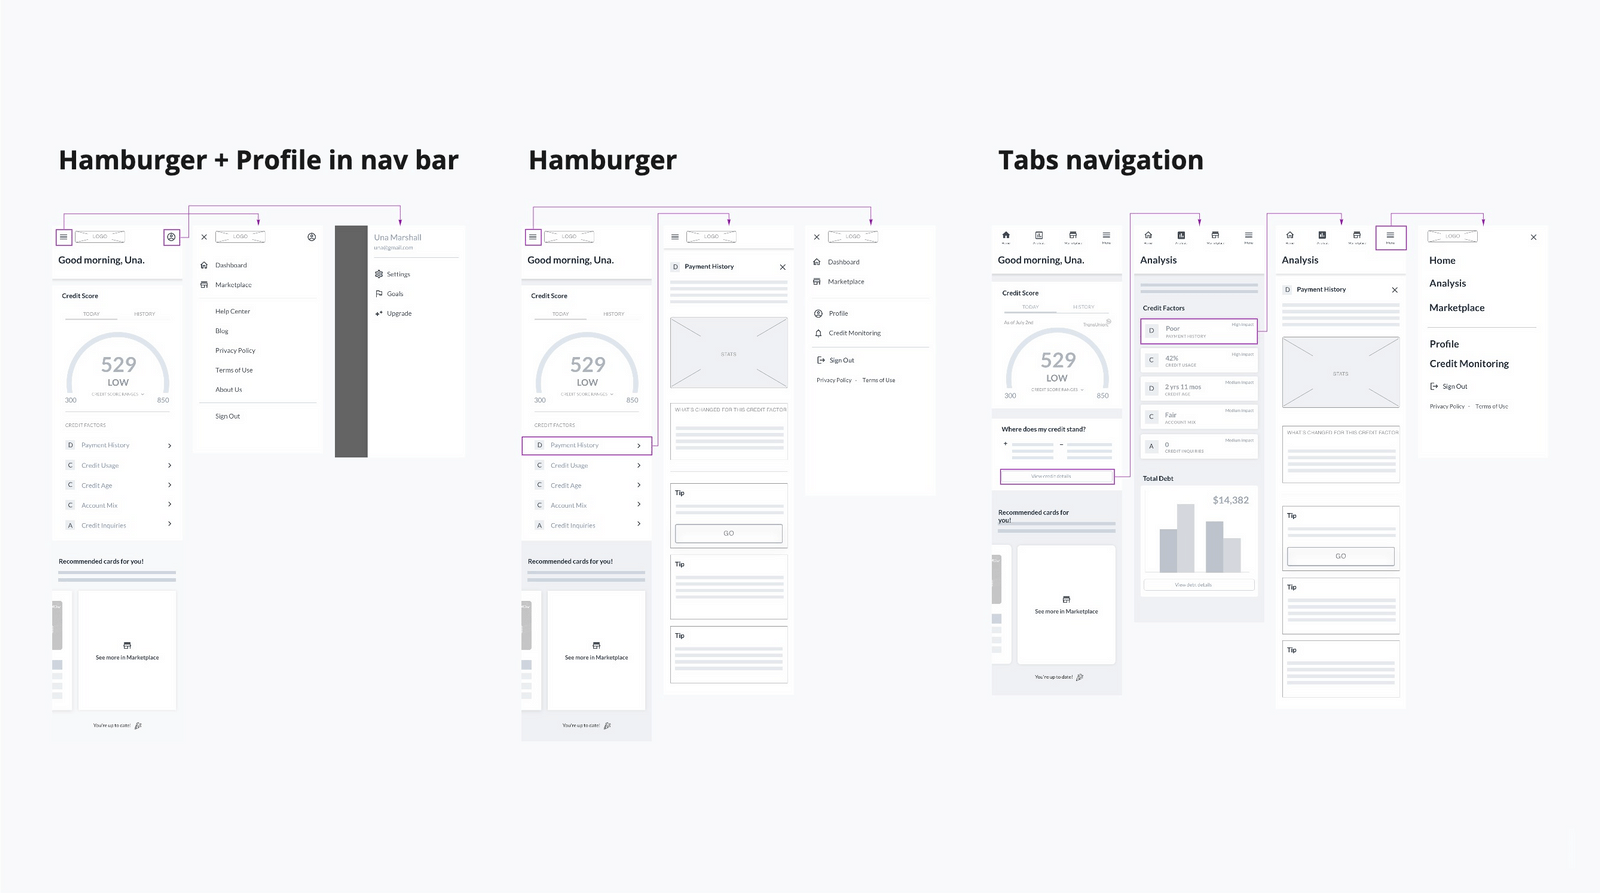 Hamburger + Profile in nav bar
LOGO
Good morning, Una.
Credit Score
TODAY
HISTORY
529
LOW
CREDIT SCORE RANGES
300
850
CREDIT FACTORS
D Payment History
C Credit Usage
C Credit Age
C Account Mix
A Credit Inquiries
Recommended cards for you!
See more in Marketplace
You're up to date!
LOGO
Dashboard
Marketplace
Help Center
Blog
Privacy Policy
Terms of Use
About Us
Sign Out
Una Marshall
una@gmail.com
Settings
Goals
Upgrade
Hamburger
LOGO
Good morning, Una.
Credit Score
TODAY
HISTORY
529
LOW
CREDIT SCORE RANGES
300
850
CREDIT FACTORS
D Payment History
C Credit Usage
C Credit Age
C Account Mix
A Credit Inquiries
Recommended cards for you!
See more in Marketplace
You're up to date!
LOGO
D Payment History
STATS
WHAT'S CHANGED FOR THIS CREDIT FACTOR
Tip
GO
Tip
Tip
LOGO
Dashboard
Marketplace
Profile
Credit Monitoring
Sign Out
Privacy Policy - Terms of Use
Tabs navigation
Good morning, Una.
Credit Score
TODAY
HISTORY
As of July 2nd
TransUnion
529
LOW
CREDIT SCORE RANGES
300
850
Where does my credit stand?
+
–
View credit details
Recommended cards for
you!
See more in Marketplace
You're up to date!
Analysis
Credit Factors
D Poor
High impact
PAYMENT HISTORY
C 42%
High impact
CREDIT USAGE
D 2 yrs 11 mos
Medium impact
CREDIT AGE
C Fair
Medium impact
ACCOUNT MIX
A 0
Medium impact
CREDIT INQUIRIES
Total Debt
$14,382
View debt details
Analysis
D Payment History
STATS
WHAT'S CHANGED FOR THIS CREDIT FACTOR
Tip
GO
Tip
Tip
LOGO
Home
Analysis
Marketplace
Profile
Credit Monitoring
Sign Out
Privacy Policy - Terms of Use